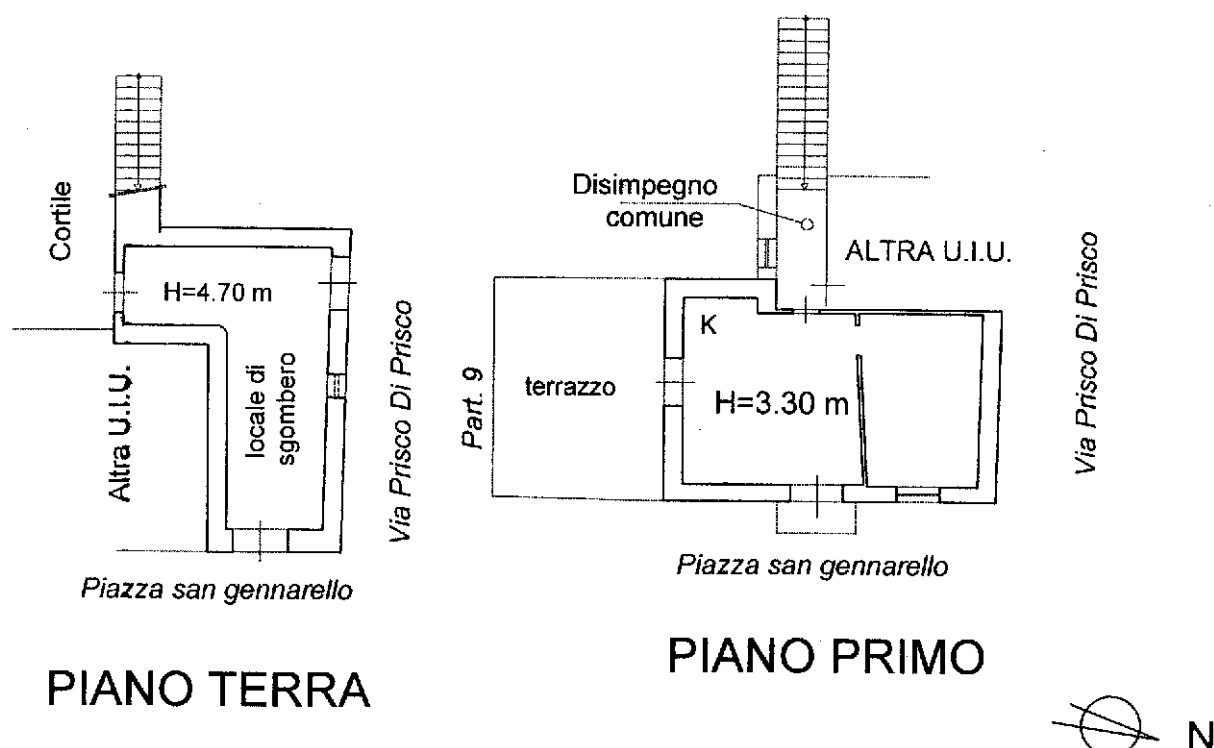 Cortile
H=4.70 m
Altra U.I.U.
locale di
sgombero
Via Prisco Di Prisco
Piazza san gennarello
PIANO TERRA
Disimpegno
comune
ALTRA U.I.U.
K
terrazzo
H=3.30 m
Part. 9
Via Prisco Di Prisco
Piazza san gennarello
PIANO PRIMO
N